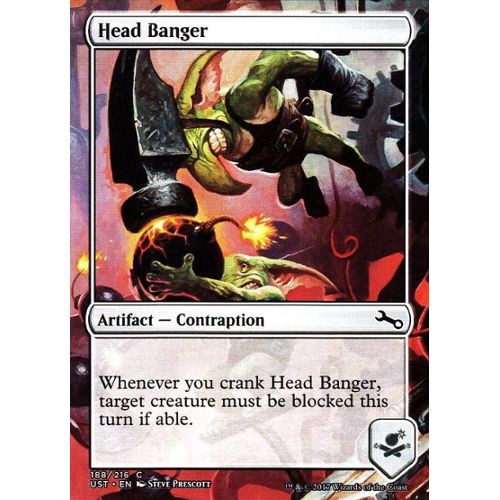 Head Banger
Artifact — Contraption
Whenever you crank Head Banger,
target creature must be blocked this
turn if able.
188/216 C
UST • EN Steve Prescott
™ & © 2017 Wizards of the Coast